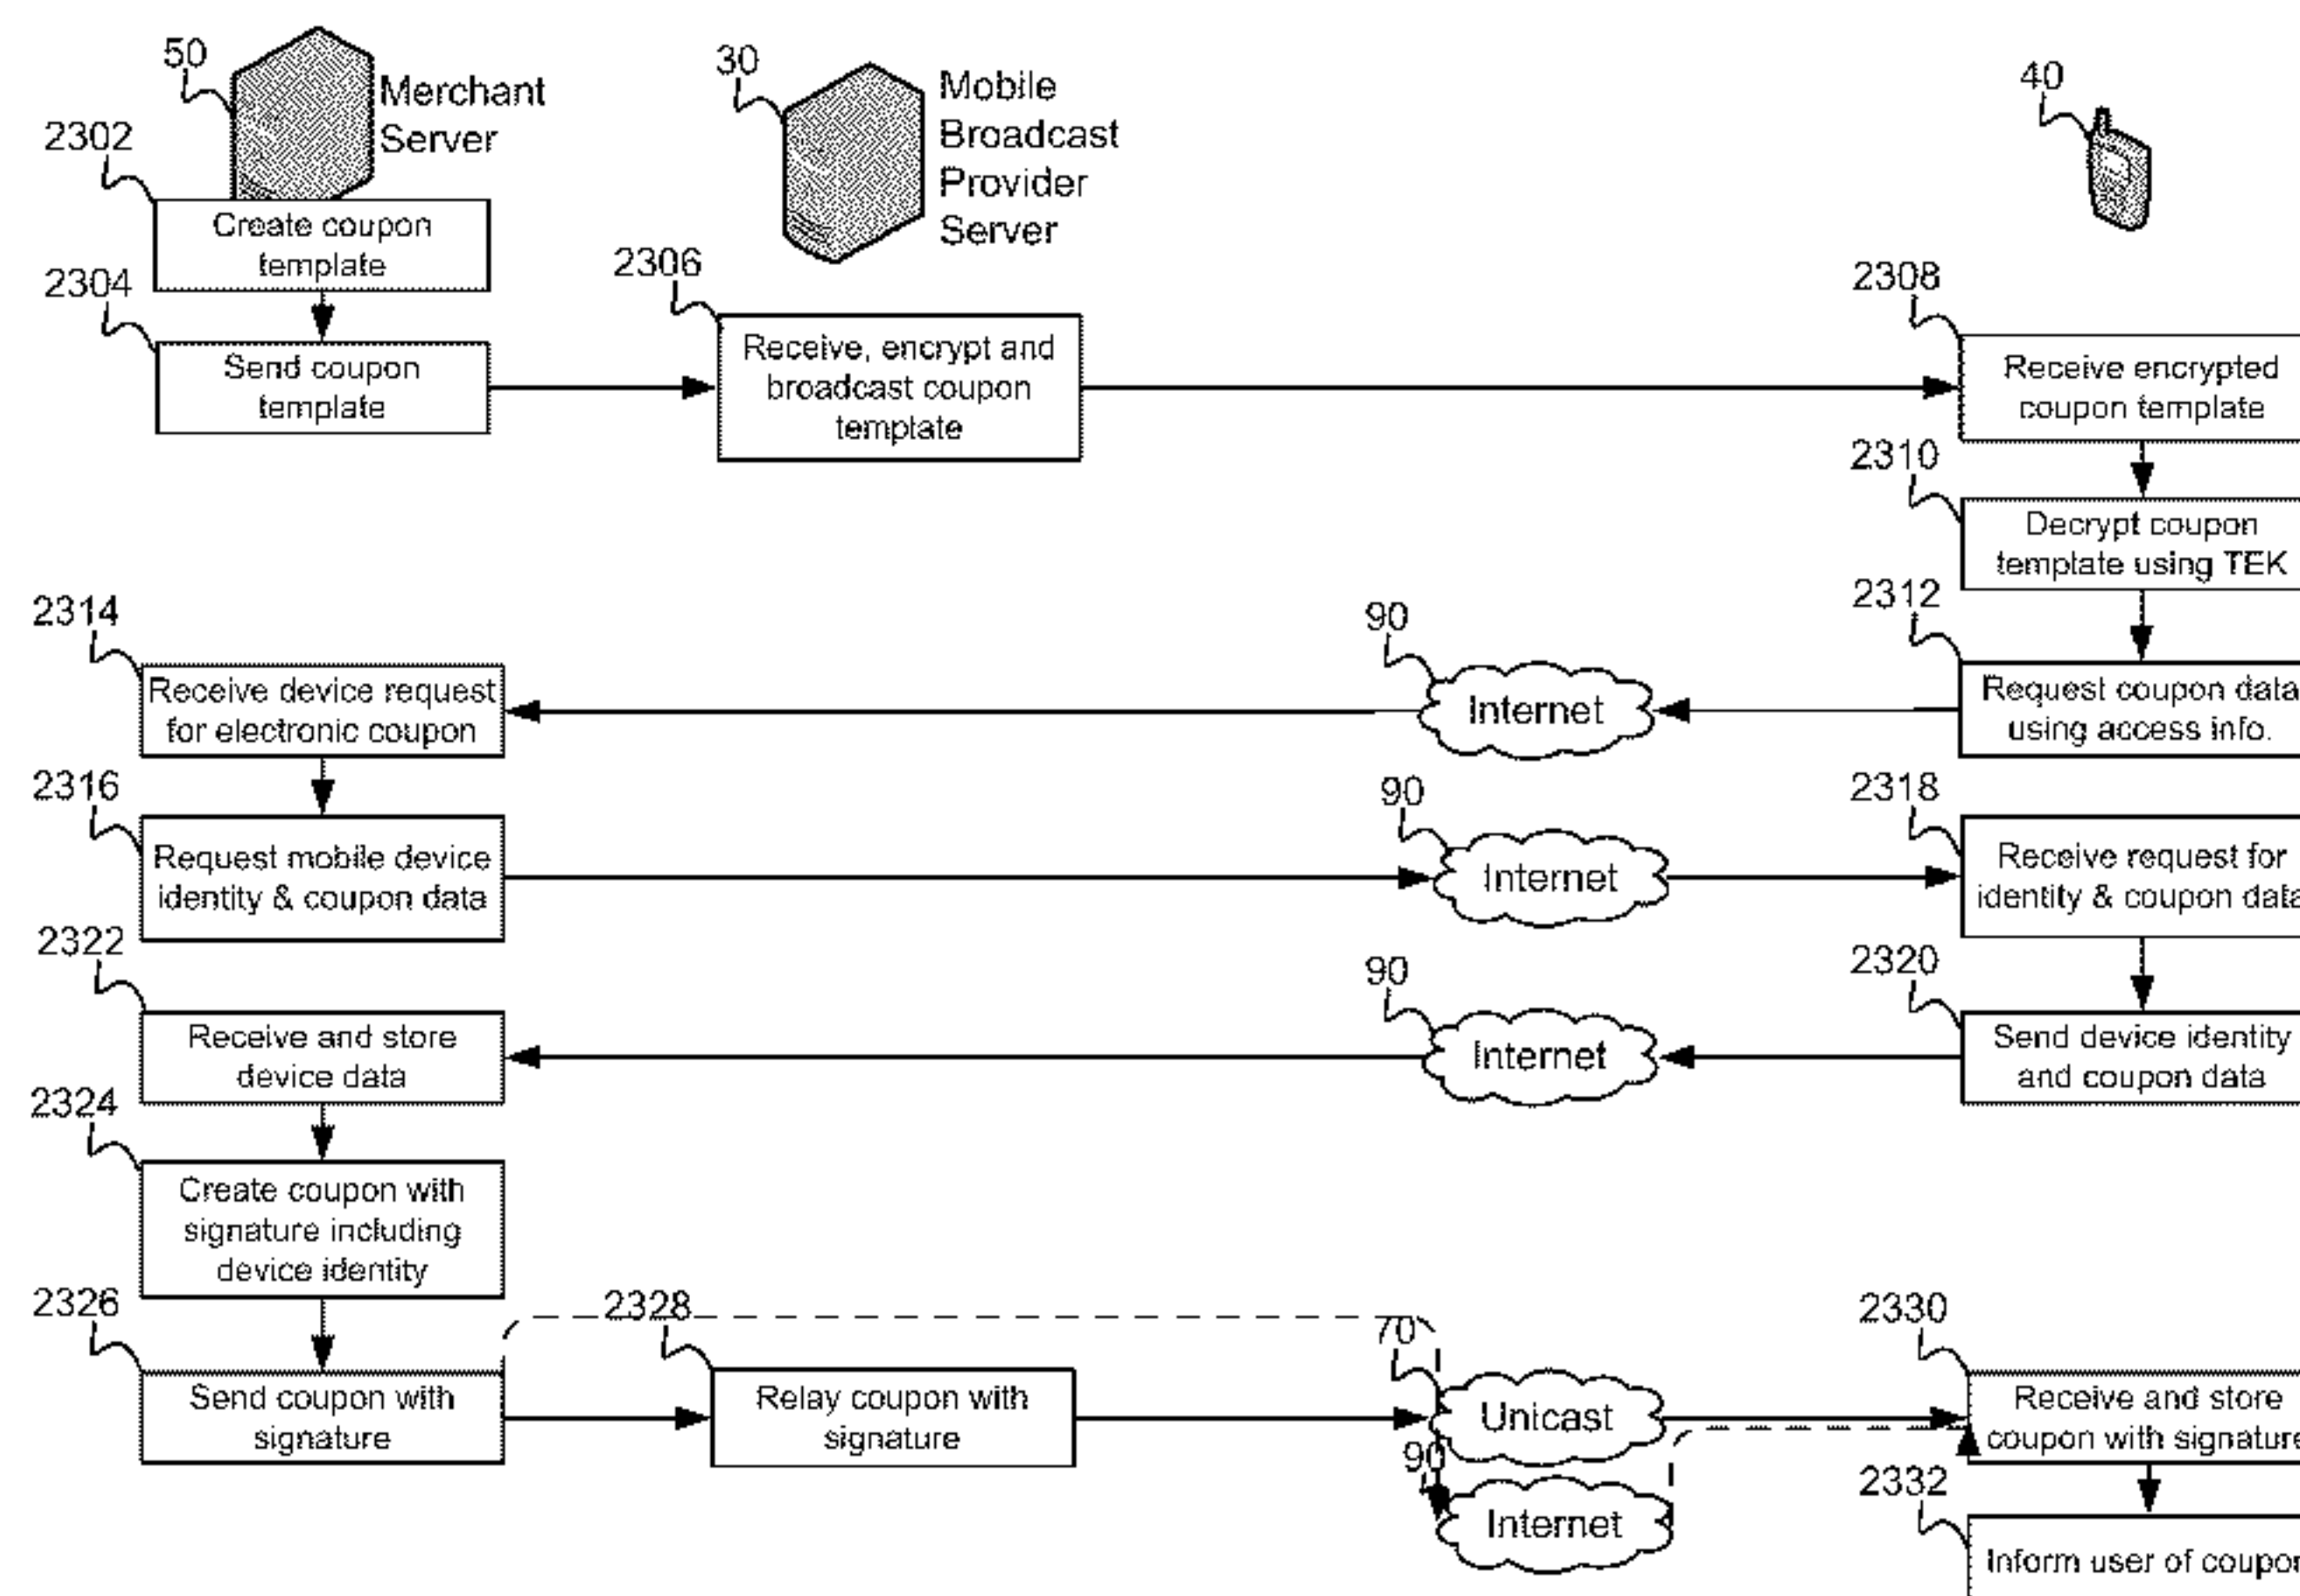 50
Merchant
Server
30
Mobile
Broadcast
Provider
Server
40
2302
Create coupon
template
2304
Send coupon
template
2306
Receive, encrypt and
broadcast coupon
template
2308
Receive encrypted
coupon template
2310
Decrypt coupon
template using TEK
2312
Request coupon data
using access info.
90
Internet
2314
Receive device request
for electronic coupon
2316
Request mobile device
identity & coupon data
90
Internet
2318
Receive request for
identity & coupon data
2320
Send device identity
and coupon data
90
Internet
2322
Receive and store
device data
2324
Create coupon with
signature including
device identity
2326
Send coupon with
signature
2328
Relay coupon with
signature
70
Unicast
90
Internet
2330
Receive and store
coupon with signature
2332
Inform user of coupon